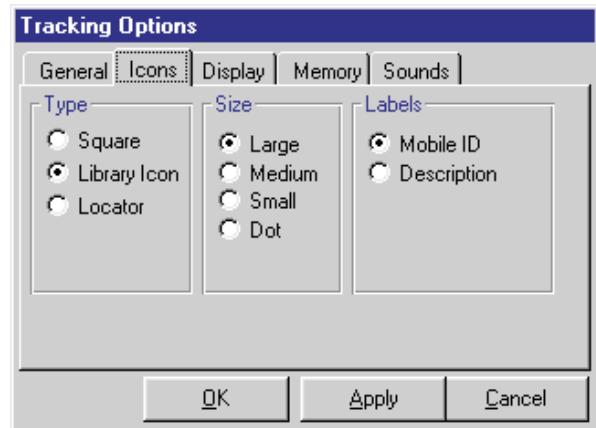 Tracking Options
General Icons Display Memory Sounds
Type Size Labels
Square Large Mobile ID
Library Icon Medium Description
Locator Small
Dot
OK Apply Cancel